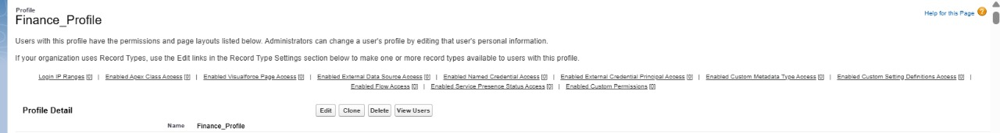 Profile
Finance_Profile
Help for this Page ?
Users with this profile have the permissions and page layouts listed below. Administrators can change a user's profile by editing that user's personal information.
If your organization uses Record Types, use the Edit links in the Record Type Settings section below to make one or more record types available to users with this profile.
Login IP Ranges [0] | Enabled Apex Class Access [0] | Enabled Visualforce Page Access [0] | Enabled External Data Source Access [0] | Enabled Named Credential Access [0] | Enabled External Credential Principal Access [0] | Enabled Custom Metadata Type Access [0] | Enabled Custom Setting Definitions Access [0] |
Enabled Flow Access [0] | Enabled Service Presence Status Access [0] | Enabled Custom Permissions [0]
Profile Detail Edit Clone Delete View Users
Name Finance_Profile